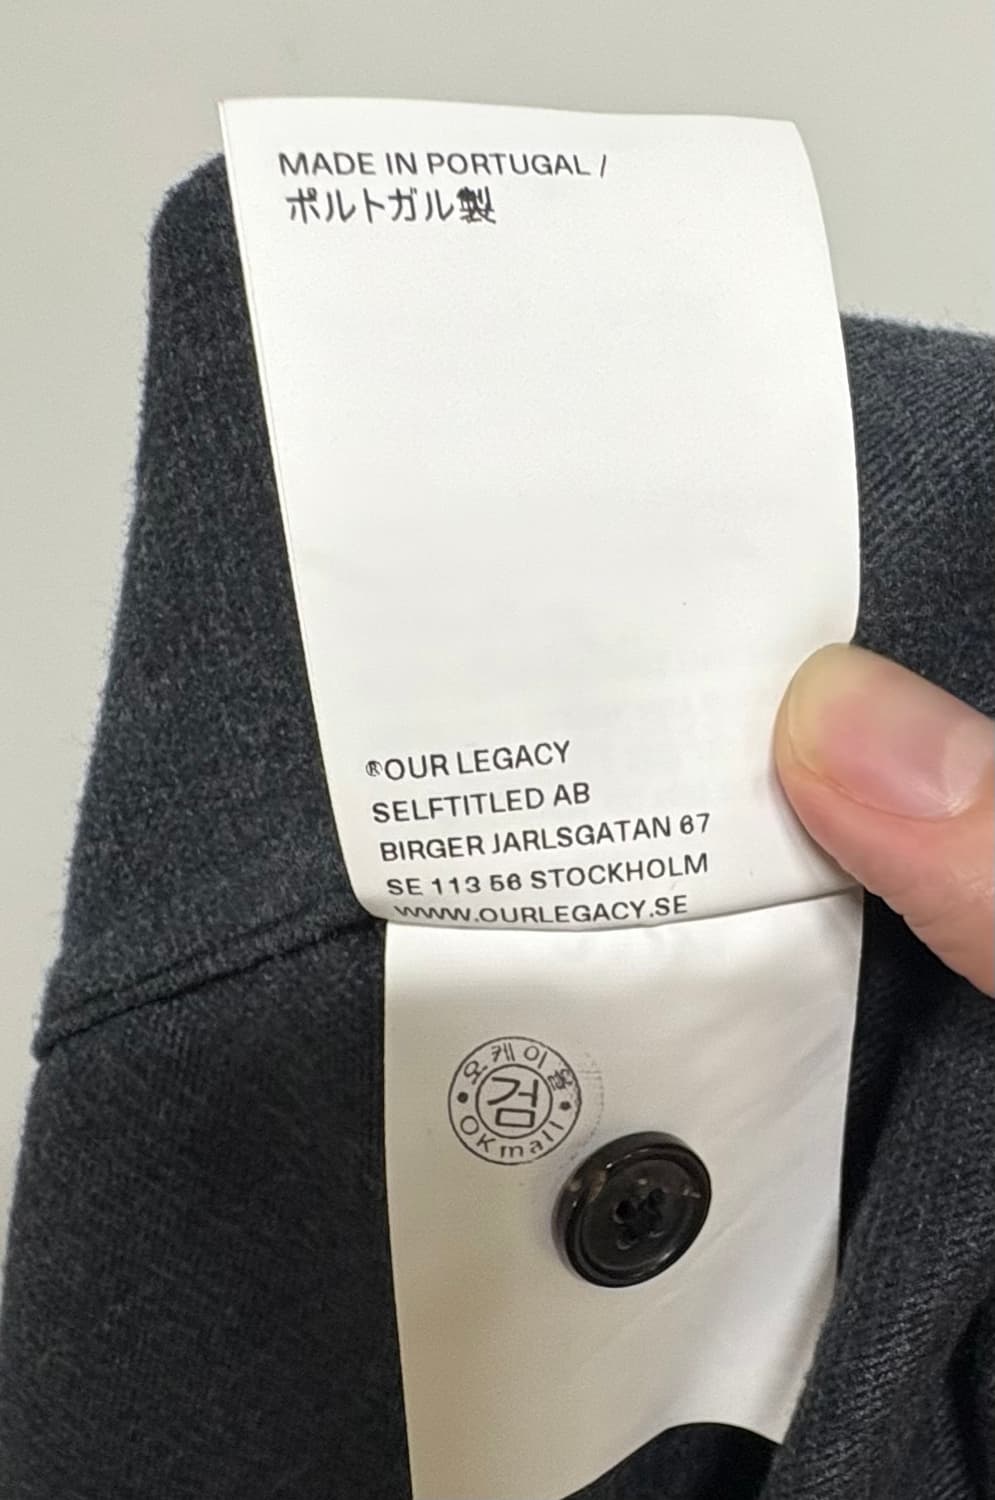 MADE IN PORTUGAL /
ポルトガル製
®OUR LEGACY
SELFTITLED AB
BIRGER JARLSGATAN 67
SE 113 56 STOCKHOLM
WWW.OURLEGACY.SE
오케이몰
검
OKmall